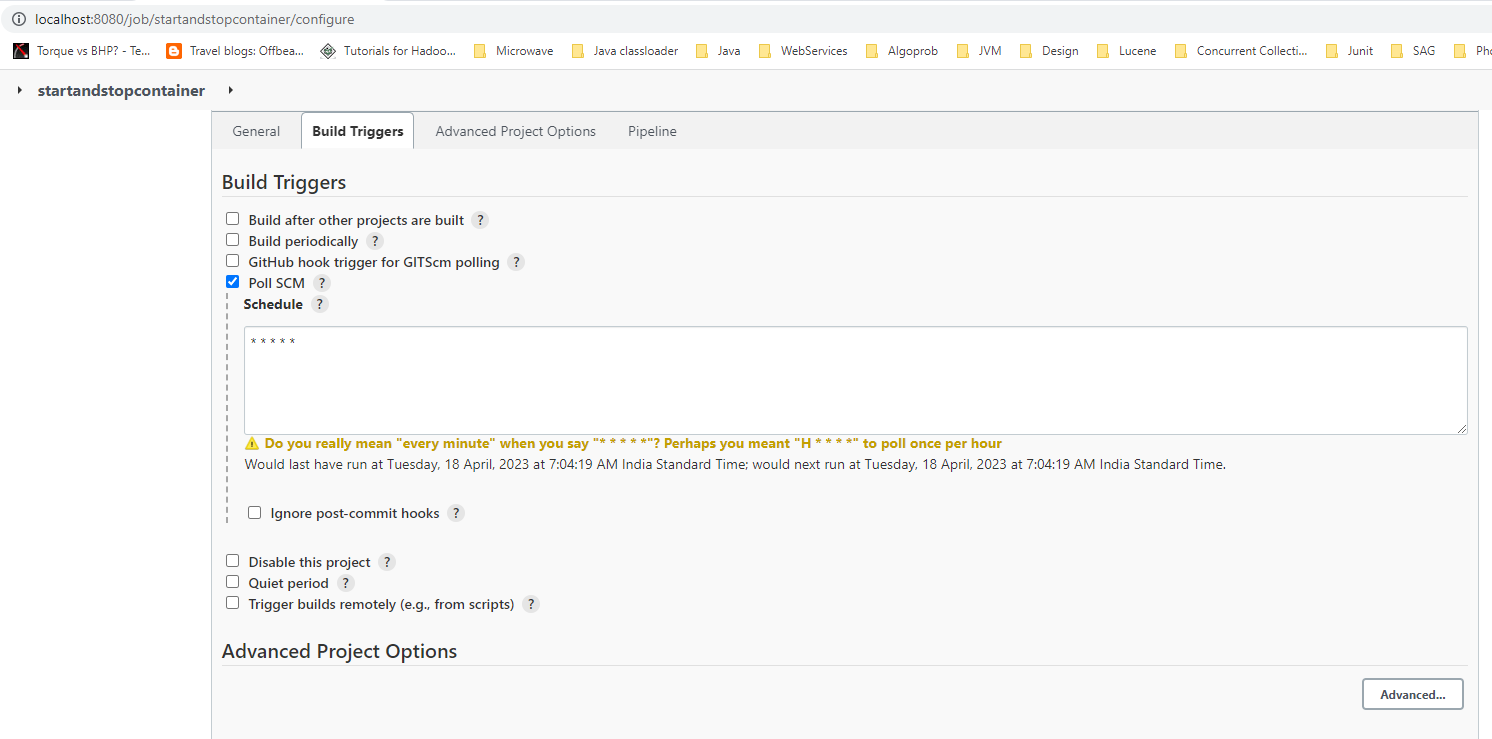 localhost:8080/job/startandstopcontainer/configure
Torque vs BHP? - Te... Travel blogs: Offbea... Tutorials for Hadoo... Microwave Java classloader Java WebServices Algoprob JVM Design Lucene Concurrent Collecti... Junit SAG Pho
startandstopcontainer
General Build Triggers Advanced Project Options Pipeline
Build Triggers
Build after other projects are built ?
Build periodically ?
GitHub hook trigger for GITScm polling ?
Poll SCM ?
Schedule ?
* * * * *
Do you really mean "every minute" when you say "* * * * *"? Perhaps you meant "H * * * *" to poll once per hour
Would last have run at Tuesday, 18 April, 2023 at 7:04:19 AM India Standard Time; would next run at Tuesday, 18 April, 2023 at 7:04:19 AM India Standard Time.
Ignore post-commit hooks ?
Disable this project ?
Quiet period ?
Trigger builds remotely (e.g., from scripts) ?
Advanced Project Options
Advanced...